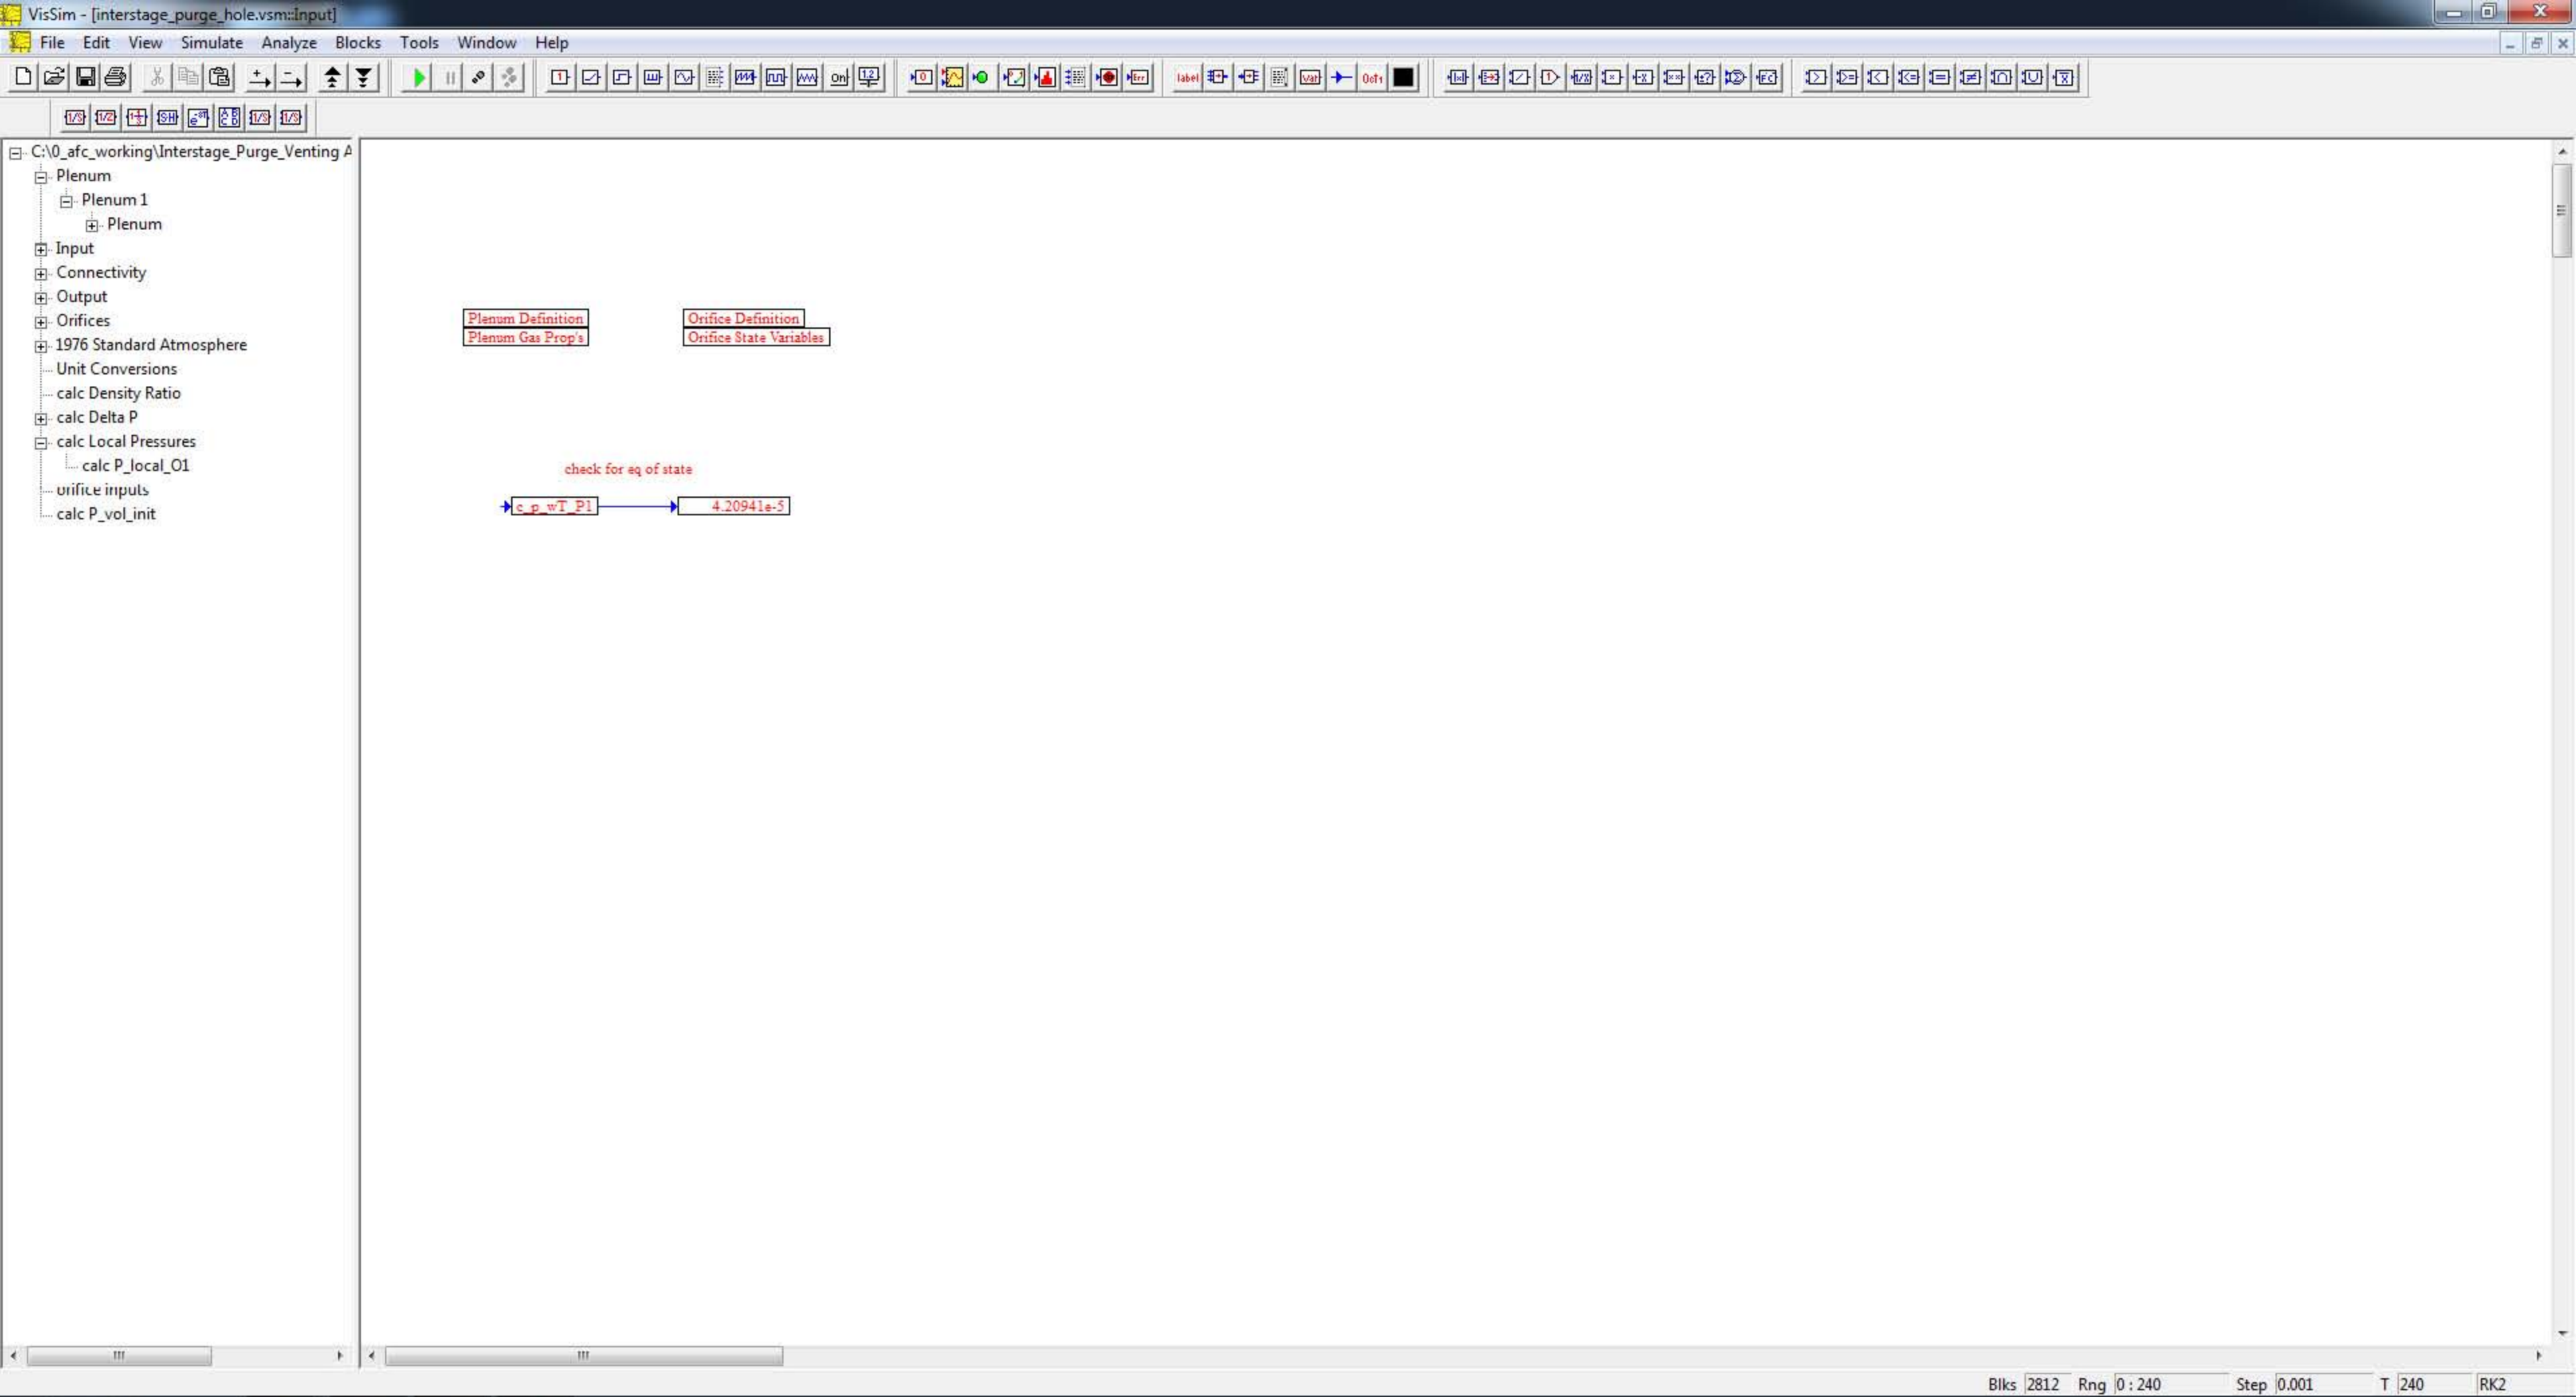 VisSim - [interstage_purge_hole.vsm::Input]
File Edit View Simulate Analyze Blocks Tools Window Help
label var
C:\0_afc_working\Interstage_Purge_Venting A
Plenum
Plenum 1
Plenum
Input
Connectivity
Output
Orifices
1976 Standard Atmosphere
Unit Conversions
calc Density Ratio
calc Delta P
calc Local Pressures
calc P_local_O1
orifice inputs
calc P_vol_init
Plenum Definition
Plenum Gas Prop's
Orifice Definition
Orifice State Variables
check for eq of state
c_p_wT_P1
4.20941e-5
Blks 2812 Rng 0 : 240 Step 0.001 T 240 RK2